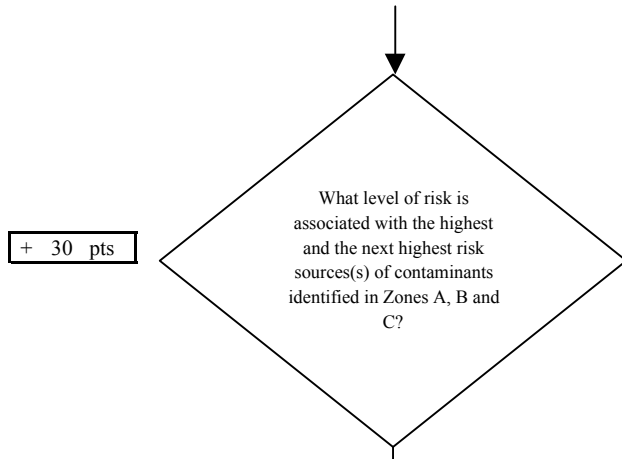 What level of risk is
associated with the highest
and the next highest risk
sources(s) of contaminants
identified in Zones A, B and
C?
+ 30 pts